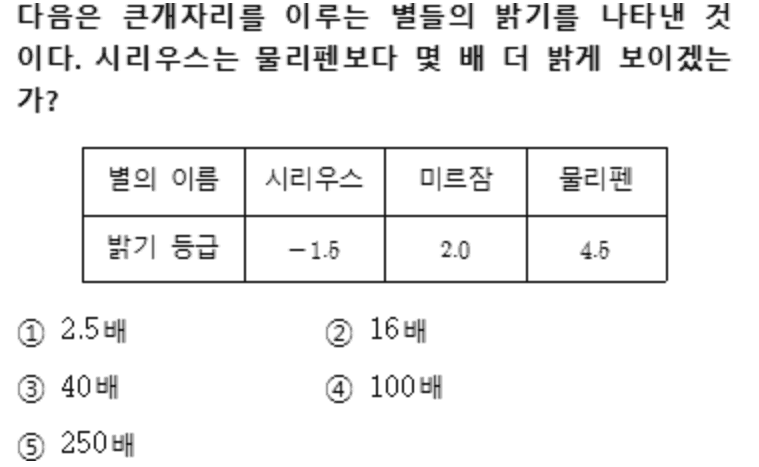 다음은 큰개자리를 이루는 별들의 밝기를 나타낸 것
이다. 시리우스는 물리펜보다 몇 배 더 밝게 보이겠는
가?
별의 이름 시리우스 미르잠 물리펜
밝기 등급 −1.5 2.0 4.5
① 2.5배 ② 16배
③ 40배 ④ 100배
⑤ 250배